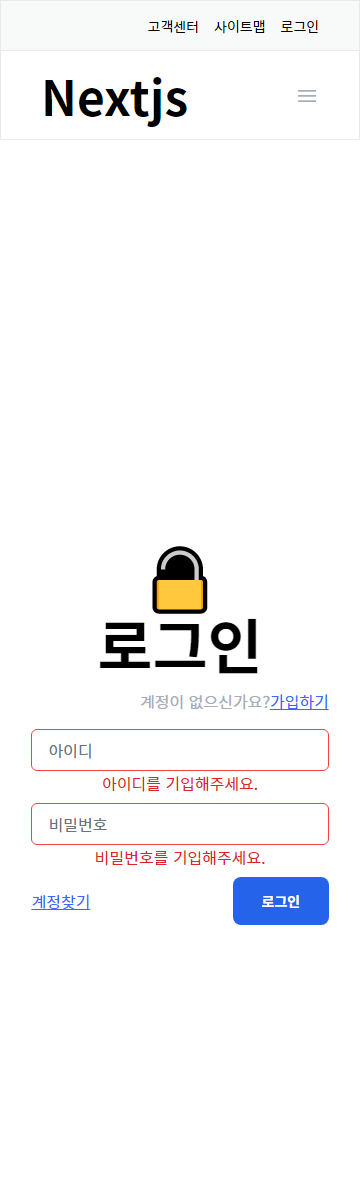 고객센터 사이트맵 로그인
Nextjs
로그인
계정이 없으신가요?가입하기
아이디
아이디를 기입해주세요.
비밀번호
비밀번호를 기입해주세요.
계정찾기 로그인